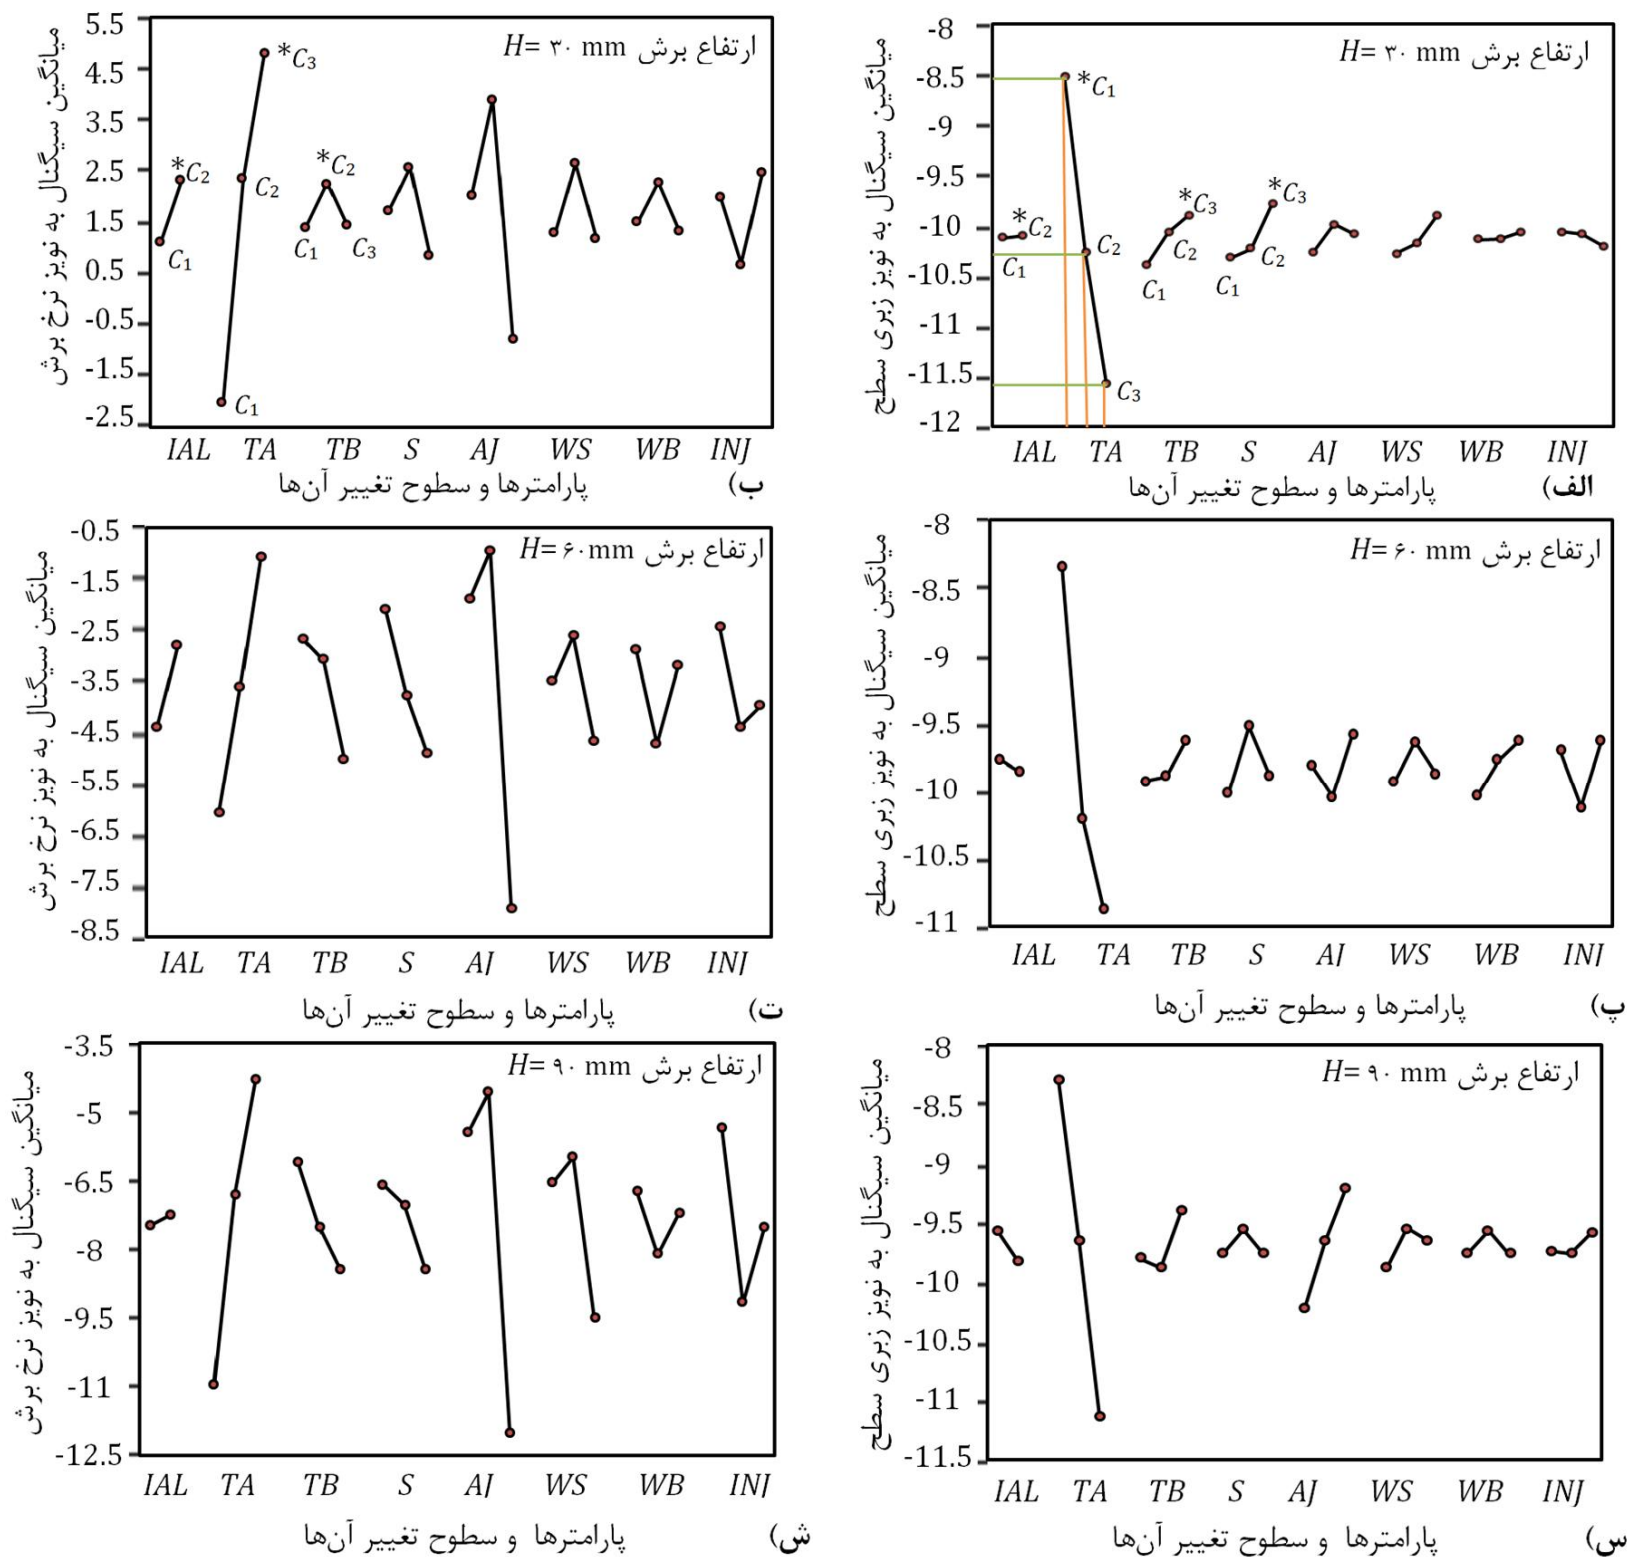 ارتفاع برش H= ۳۰ mm
میانگین سیگنال به نویز زبری سطح
-8
-8.5
-9
-9.5
-10
-10.5
-11
-11.5
-12
*C1
C2
C3
*C2
C1
*C3
C2
C1
*C3
C2
C1
IAL TA TB S AJ WS WB INJ
پارامترها و سطوح تغییر آن‌ها
الف)
ارتفاع برش H= ۳۰ mm
میانگین سیگنال به نویز نرخ برش
5.5
4.5
3.5
2.5
1.5
0.5
-0.5
-1.5
-2.5
*C2
C1
*C3
C2
C1
*C2
C1
C3
IAL TA TB S AJ WS WB INJ
پارامترها و سطوح تغییر آن‌ها
ب)
ارتفاع برش H= ۶۰ mm
میانگین سیگنال به نویز زبری سطح
-8
-8.5
-9
-9.5
-10
-10.5
-11
IAL TA TB S AJ WS WB INJ
پارامترها و سطوح تغییر آن‌ها
پ)
ارتفاع برش H= ۶۰mm
میانگین سیگنال به نویز نرخ برش
-0.5
-1.5
-2.5
-3.5
-4.5
-5.5
-6.5
-7.5
-8.5
IAL TA TB S AJ WS WB INJ
پارامترها و سطوح تغییر آن‌ها
ت)
ارتفاع برش H= ۹۰ mm
میانگین سیگنال به نویز زبری سطح
-8
-8.5
-9
-9.5
-10
-10.5
-11
-11.5
IAL TA TB S AJ WS WB INJ
پارامترها و سطوح تغییر آن‌ها
س)
ارتفاع برش H= ۹۰ mm
میانگین سیگنال به نویز نرخ برش
-3.5
-5
-6.5
-8
-9.5
-11
-12.5
IAL TA TB S AJ WS WB INJ
پارامترها و سطوح تغییر آن‌ها
ش)